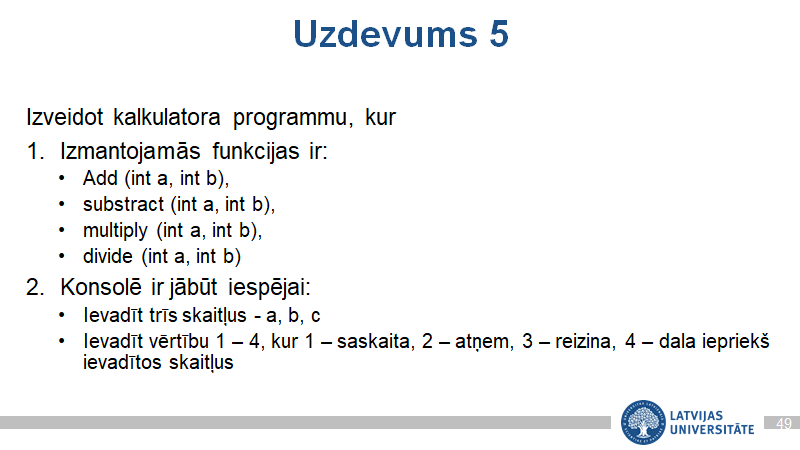 Uzdevums 5
Izveidot kalkulatora programmu, kur
1. Izmantojamās funkcijas ir:
• Add (int a, int b),
• substract (int a, int b),
• multiply (int a, int b),
• divide (int a, int b)
2. Konsolē ir jābūt iespējai:
• Ievadīt trīs skaitļus - a, b, c
• Ievadīt vērtību 1 – 4, kur 1 – saskaita, 2 – atņem, 3 – reizina, 4 – dala iepriekš
ievadītos skaitļus
LATVIJAS
UNIVERSITĀTE
49